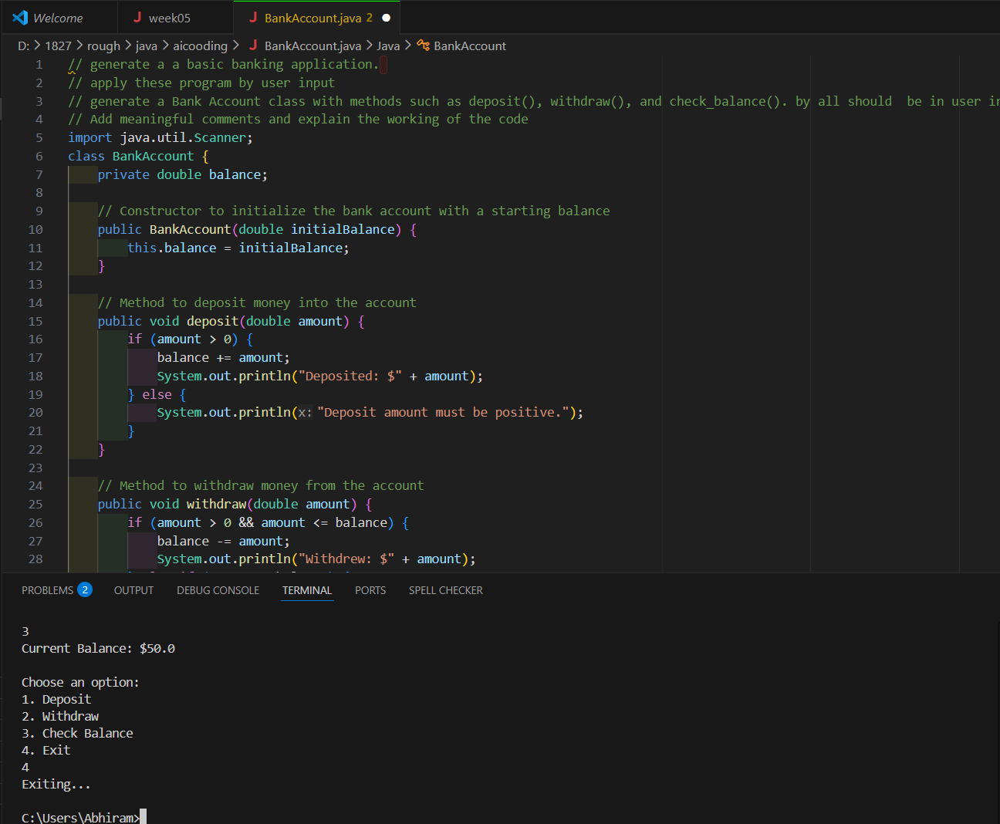 Welcome
J week05
J BankAccount.java 2
D: > 1827 > rough > java > aicooding > J BankAccount.java > Java > BankAccount
1 // generate a a basic banking application.
2 // apply these program by user input
3 // generate a Bank Account class with methods such as deposit(), withdraw(), and check_balance(). by all should  be in user in
4 // Add meaningful comments and explain the working of the code
5 import java.util.Scanner;
6 class BankAccount {
7     private double balance;
8
9     // Constructor to initialize the bank account with a starting balance
10     public BankAccount(double initialBalance) {
11         this.balance = initialBalance;
12     }
13
14     // Method to deposit money into the account
15     public void deposit(double amount) {
16         if (amount > 0) {
17             balance += amount;
18             System.out.println("Deposited: $" + amount);
19         } else {
20             System.out.println(x: "Deposit amount must be positive.");
21         }
22     }
23
24     // Method to withdraw money from the account
25     public void withdraw(double amount) {
26         if (amount > 0 && amount <= balance) {
27             balance -= amount;
28             System.out.println("Withdrew: $" + amount);
PROBLEMS 2 OUTPUT DEBUG CONSOLE TERMINAL PORTS SPELL CHECKER
3
Current Balance: $50.0
Choose an option:
1. Deposit
2. Withdraw
3. Check Balance
4. Exit
4
Exiting...
C:\Users\Abhiram>